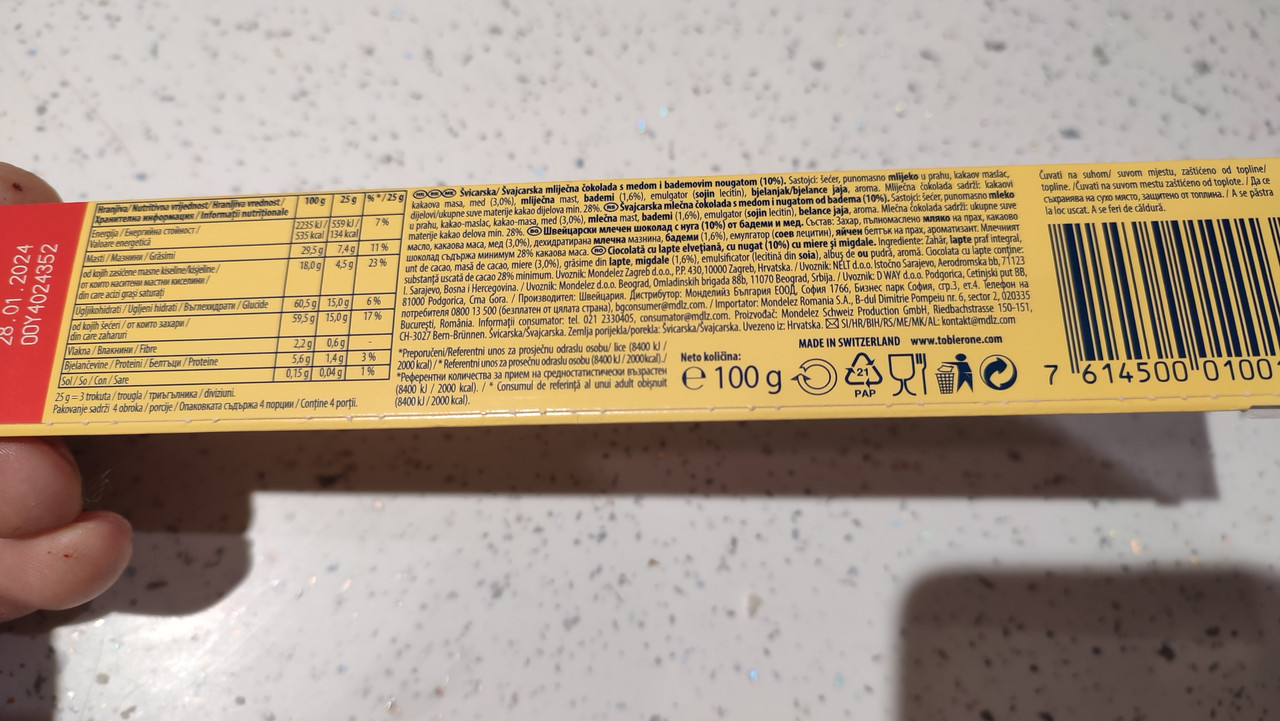 28. 01. 2024
OOY4024352
Hranjiva / Nutritivna vrijednost / Hranljiva vrednost / 100 g 25 g %* / 25 g
Хранителна информация / Informații nutriționale
Energija / Енергийна стойност / 2235 kJ / 559 kJ / 7 %
Valoare energetică 535 kcal 134 kcal
Masti / Мазнини / Grăsimi 29,5 g 7,4 g 11 %
od kojih zasićene masne kiseline/kisjeline / 18,0 g 4,5 g 23 %
от които наситени мастни киселини /
din care acizi grași saturați
Ugljikohidrati / Ugljeni hidrati / Въглехидрати / Glucide 60,5 g 15,0 g 6 %
od kojih šećeri / от които захари / 59,5 g 15,0 g 17 %
din care zaharuri
Vlakna / Влакнини / Fibre 2,2 g 0,6 g -
Bjelančevine / Proteini / Белтъци / Proteine 5,6 g 1,4 g 3 %
Sol / So / Сол / Sare 0,15 g 0,04 g 1 %
25 g = 3 trokuta / trougla / триъгълника / diviziuni.
Pakovanje sadrži 4 obroka / porcije / Опаковката съдържа 4 порции / Conține 4 porții.
Švicarska/ Švajcarska mliječna čokolada s medom i bademovim nougatom (10%). Sastojci: šećer, punomasno mlijeko u prahu, kakaov maslac,
kakaova masa, med (3,0%), mliječna mast, bademi (1,6%), emulgator (sojin lecitin), bjelanjak/bjelance jaja, aroma. Mliječna čokolada sadrži: kakaovi
dijelovi/ukupne suve materije kakao dijelova min. 28%. Švajcarska mlečna čokolada s medom i nugatom od badema (10%). Sastojci: šećer, punomasno mleko
u prahu, kakao-maslac, kakao-masa, med (3,0%), mlečna mast, bademi (1,6%), emulgator (sojin lecitin), belance jaja, aroma. Mlečna čokolada sadrži: ukupne suve
materije kakao delova min. 28%. Швейцарски млечен шоколад с нуга (10%) от бадеми и мед. Състав: Захар, пълномаслено мляко на прах, какаово
масло, какаова маса, мед (3,0%), дехидратирана млечна мазнина, бадеми (1,6%), емулгатор (соев лецитин), яйчен белтък на прах, ароматизант. Млечният
шоколад съдържа минимум 28% какаова маса. Ciocolată cu lapte elvețiană, cu nugat (10%) cu miere și migdale. Ingrediente: Zahăr, lapte praf integral,
unt de cacao, masă de cacao, miere (3,0%), grăsime din lapte, migdale (1,6%), emulsificator (lecitină din soia), albuș de ou pudră, aromă. Ciocolata cu lapte conține:
substanță uscată de cacao 28% minimum. Uvoznik: Mondelez Zagreb d.o.o., P.P. 430, 10000 Zagreb, Hrvatska. / Uvoznik: NELT d.o.o. Istočno Sarajevo, Aerodromska bb, 71123
I. Sarajevo, Bosna i Hercegovina. / Uvoznik: Mondelez d.o.o. Beograd, Omladinskih brigada 88b, 11070 Beograd, Srbija. / Uvoznik: D WAY d.o.o. Podgorica, Cetinjski put BB,
81000 Podgorica, Crna Gora. / Производител: Швейцария. Дистрибутор: Монделийз България ЕООД, София 1766, Бизнес парк София, стр.3, ет.4. Телефон на
потребителя 0800 13 500 (безплатен от цялата страна), bgconsumer@mdlz.com. / Importator: Mondelez Romania S.A., B-dul Dimitrie Pompeiu nr. 6, sector 2, 020335
București, România. Informații consumator: tel. 021 2330405, consumator@mdlz.com. Proizvođač: Mondelez Schweiz Production GmbH, Riedbachstrasse 150-151,
CH-3027 Bern-Brünnen. Švicarska/Švajcarska. Zemlja porijekla/porekla: Švicarska/Švajcarska. Uvezeno iz: Hrvatska. SI/HR/BIH/RS/ME/MK/AL: kontakt@mdlz.com
*Preporučeni/Referentni unos za prosječnu odraslu osobu/ lice (8400 kJ /
2000 kcal) / * Referentni unos za prosečnu odraslu osobu (8400 kJ / 2000kcal)./
*Референтни количества за прием на средностатистически възрастен
(8400 kJ / 2000 kcal). / * Consumul de referință al unui adult obișnuit
(8400 kJ / 2000 kcal).
Neto količina:
e 100 g
MADE IN SWITZERLAND www.toblerone.com
21
PAP
Čuvati na suhom/ suvom mjestu, zaštićeno od topline/
topline. /Čuvati na suvom mestu zaštićeno od toplote. / Да се
съхранява на сухо място, защитено от топлина. / A se păstra
la loc uscat. A se feri de căldură.
7 614500 0100